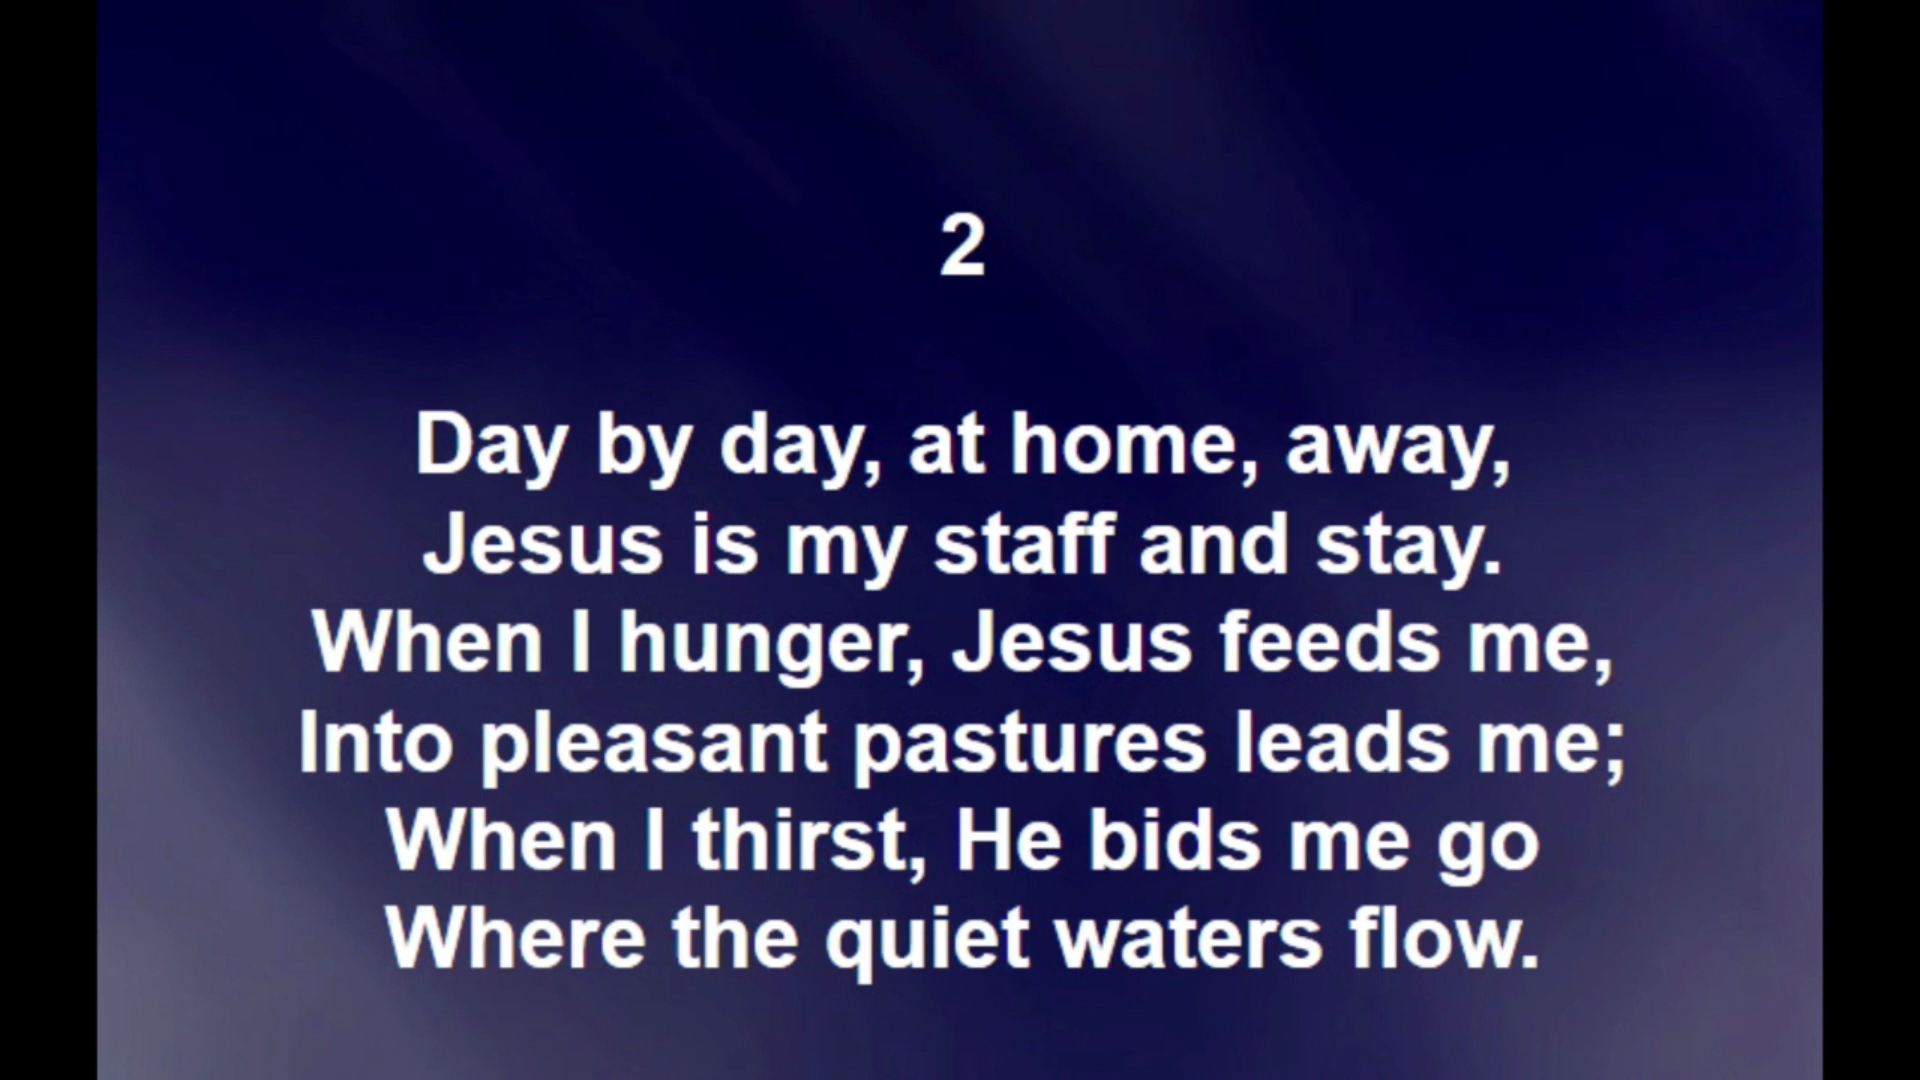 2
Day by day, at home, away,
Jesus is my staff and stay.
When I hunger, Jesus feeds me,
Into pleasant pastures leads me;
When I thirst, He bids me go
Where the quiet waters flow.